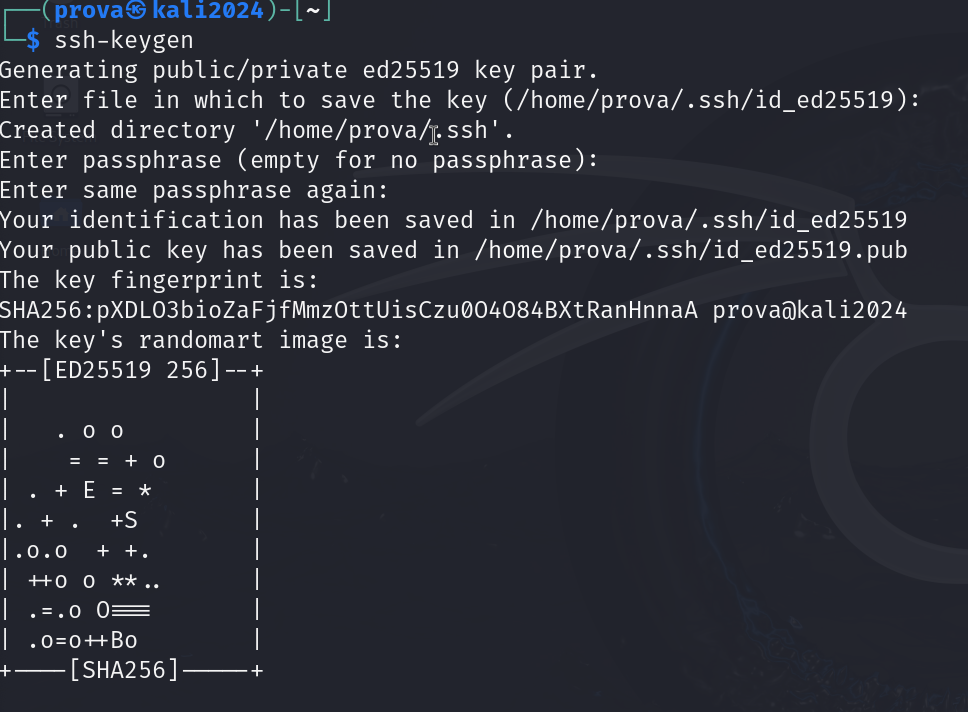 ┌──(prova㉿kali2024)-[~]
└─$ ssh-keygen
Generating public/private ed25519 key pair.
Enter file in which to save the key (/home/prova/.ssh/id_ed25519):
Created directory '/home/prova/.ssh'.
Enter passphrase (empty for no passphrase):
Enter same passphrase again:
Your identification has been saved in /home/prova/.ssh/id_ed25519
Your public key has been saved in /home/prova/.ssh/id_ed25519.pub
The key fingerprint is:
SHA256:pXDLO3bioZaFjfMmzOttUisCzu0O4O84BXtRanHnnaA prova@kali2024
The key's randomart image is:
+--[ED25519 256]--+
|                 |
|   . o o         |
|    = = + o      |
| . + E = *       |
|. + .  +S        |
|.o.o  + +.       |
| ++o o **..      |
| .=.o O===       |
| .o=o++Bo        |
+----[SHA256]-----+